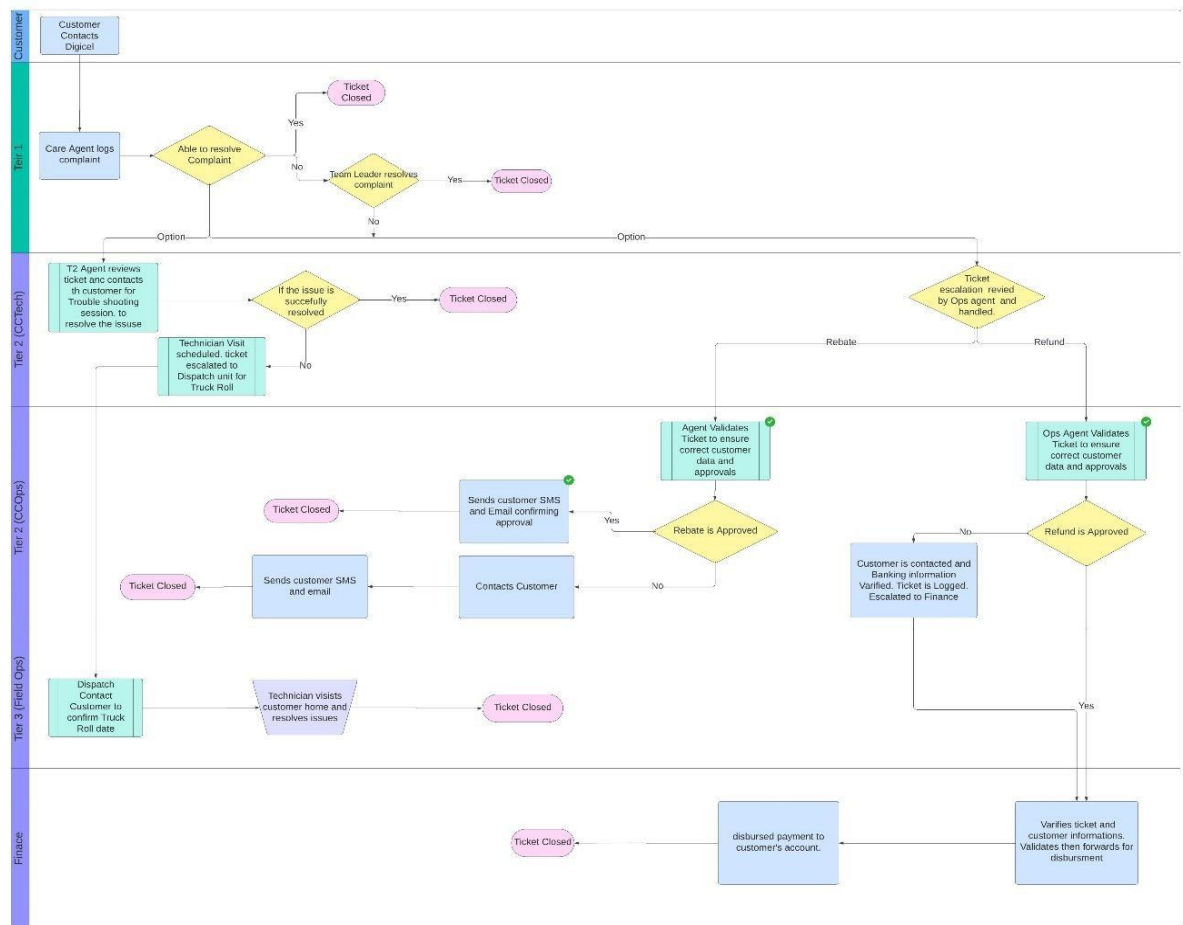 Customer
Customer
Contacts
Digicel
Teir 1
Ticket
Closed
Yes
Care Agent logs
complaint
Able to resolve
Complaint
No
Team Leader resolves
complaint
Yes
Ticket Closed
No
Option
Option
Tier 2 (CCTech)
T2 Agent reviews
ticket anc contacts
th customer for
Trouble shooting
session. to
resolve the issuse
If the issue is
succefully
resolved
Yes
Ticket Closed
Ticket
escalation revied
by Ops agent and
handled.
No
Technician Visit
scheduled. ticket
escalated to
Dispatch unit for
Truck Roll
Rebate
Refund
Tier 2 (CCOps)
Agent Validates
Ticket to ensure
correct customer
data and
approvals
Ops Agent Validates
Ticket to ensure
correct customer
data and approvals
Ticket Closed
Sends customer SMS
and Email confirming
approval
Yes
Rebate is Approved
No
Refund is Approved
Ticket Closed
Sends customer SMS
and email
Contacts Customer
No
Customer is contacted and
Banking information
Varified. Ticket is Logged.
Escalated to Finance
Tier 3 (Field Ops)
Dispatch
Contact
Customer to
confirm Truck
Roll date
Technician visists
customer home and
resolves issues
Ticket Closed
Yes
Finace
Ticket Closed
disbursed payment to
customer's account.
Varifies ticket and
customer informations.
Validates then forwards for
disbursment